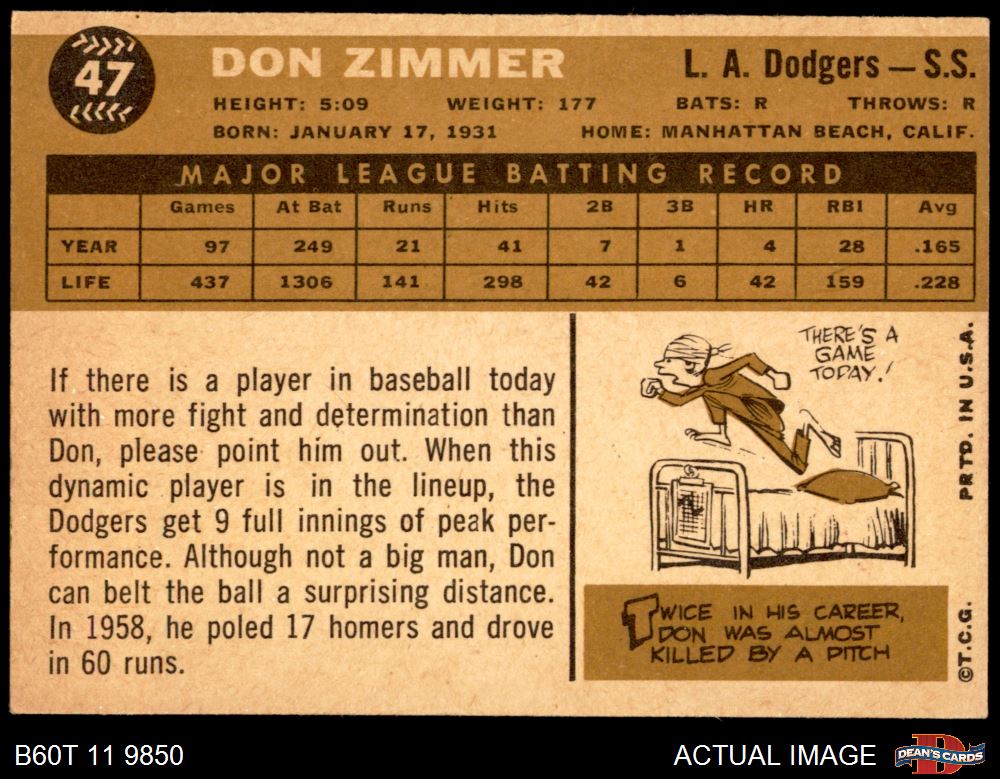 47
DON ZIMMER
L. A. Dodgers — S.S.
HEIGHT: 5:09 WEIGHT: 177 BATS: R THROWS: R
BORN: JANUARY 17, 1931 HOME: MANHATTAN BEACH, CALIF.
MAJOR LEAGUE BATTING RECORD
Games At Bat Runs Hits 2B 3B HR RBI Avg
YEAR 97 249 21 41 7 1 4 28 .165
LIFE 437 1306 141 298 42 6 42 159 .228
If there is a player in baseball today
with more fight and determination than
Don, please point him out. When this
dynamic player is in the lineup, the
Dodgers get 9 full innings of peak per-
formance. Although not a big man, Don
can belt the ball a surprising distance.
In 1958, he poled 17 homers and drove
in 60 runs.
THERE'S A
GAME
TODAY!
TWICE IN HIS CAREER,
DON WAS ALMOST
KILLED BY A PITCH
©T.C.G. PRTD. IN U.S.A.
B60T 11 9850
ACTUAL IMAGE
DEAN'S CARDS